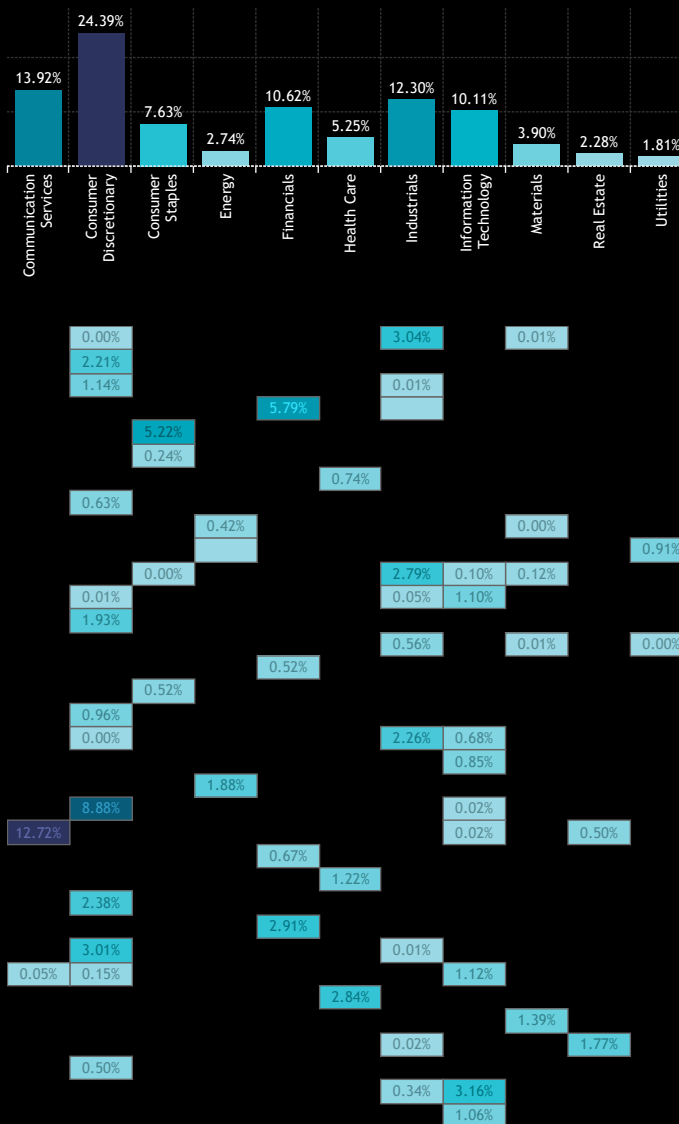 24.39%
13.92%
12.30%
10.62%
10.11%
7.63%
5.25%
3.90%
2.74%
2.28%
1.81%
Communication
Services
Consumer
Discretionary
Consumer
Staples
Energy
Financials
Health Care
Industrials
Information
Technology
Materials
Real Estate
Utilities
0.00% 3.04% 0.01%
2.21%
1.14% 0.01%
5.79%
5.22%
0.24%
0.74%
0.63%
0.42% 0.00%
0.91%
0.00% 2.79% 0.10% 0.12%
0.01% 0.05% 1.10%
1.93%
0.56% 0.01% 0.00%
0.52%
0.52%
0.96%
0.00% 2.26% 0.68%
0.85%
1.88%
8.88% 0.02%
12.72% 0.02% 0.50%
0.67%
1.22%
2.38%
2.91%
3.01% 0.01%
0.05% 0.15% 1.12%
2.84%
1.39%
0.02% 1.77%
0.50%
0.34% 3.16%
1.06%